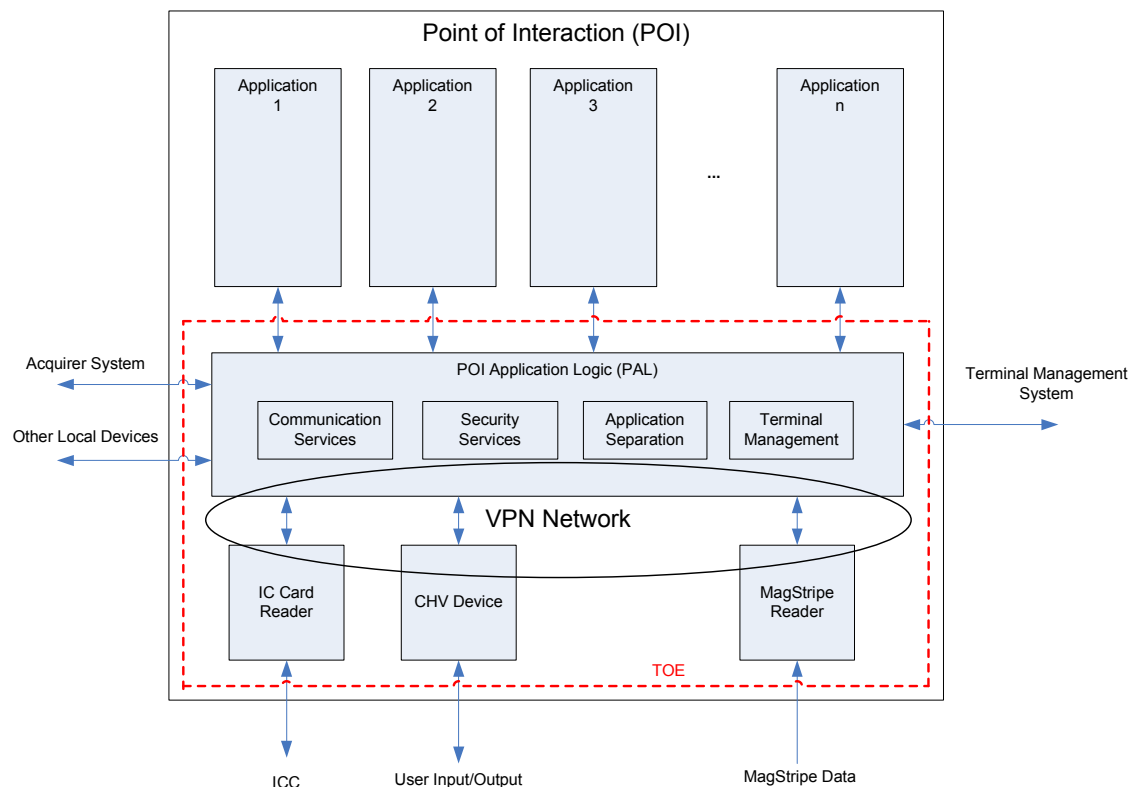 Point of Interaction (POI)
Application
1
Application
2
Application
3
...
Application
n
Acquirer System
Other Local Devices
POI Application Logic (PAL)
Communication
Services
Security
Services
Application
Separation
Terminal
Management
Terminal Management
System
VPN Network
IC Card
Reader
CHV Device
MagStripe
Reader
TOE
ICC
User Input/Output
MagStripe Data